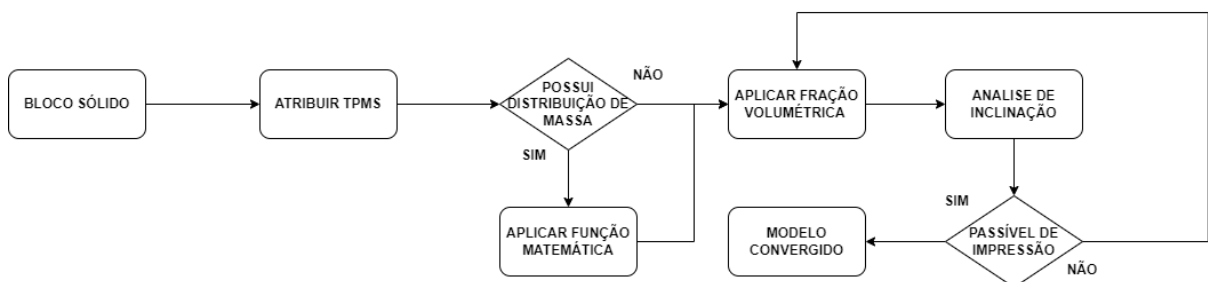 BLOCO SÓLIDO
ATRIBUIR TPMS
POSSUI
DISTRIBUIÇÃO DE
MASSA
NÃO
SIM
APLICAR FUNÇÃO
MATEMÁTICA
APLICAR FRAÇÃO
VOLUMÉTRICA
ANALISE DE
INCLINAÇÃO
PASSÍVEL DE
IMPRESSÃO
SIM
NÃO
MODELO
CONVERGIDO